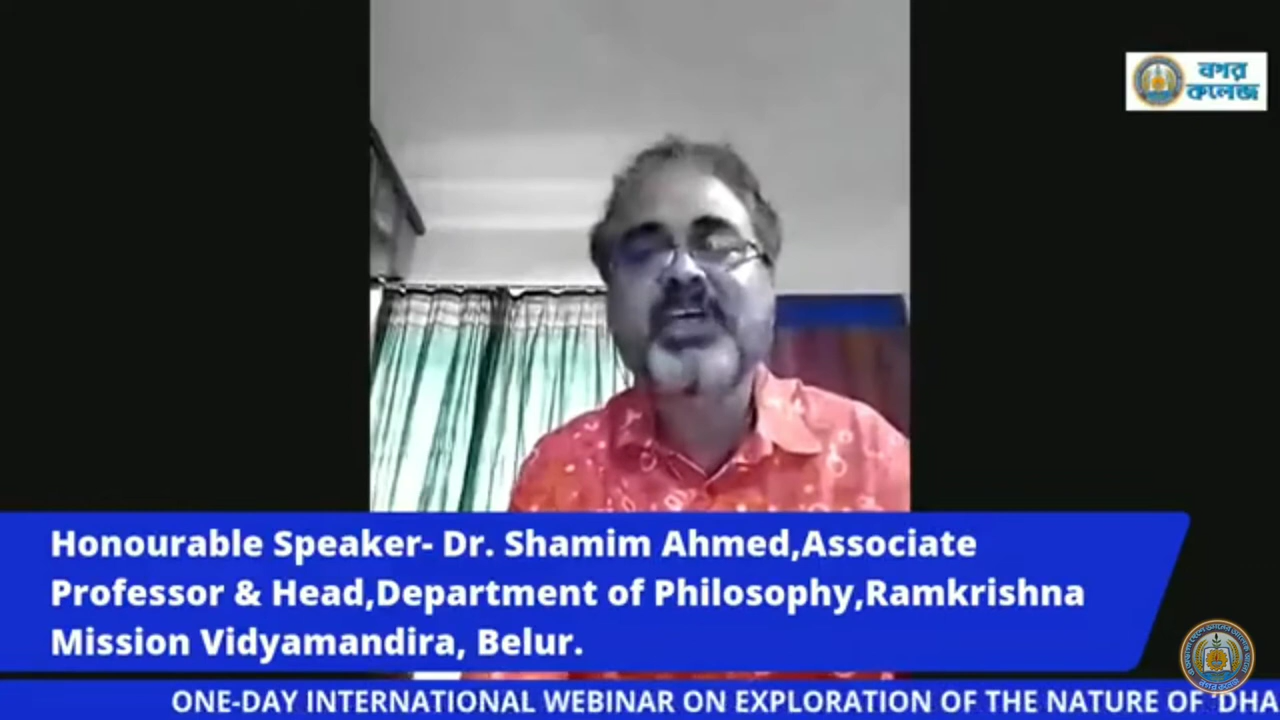 নগর
কলেজ
Honourable Speaker- Dr. Shamim Ahmed,Associate
Professor & Head,Department of Philosophy,Ramkrishna
Mission Vidyamandira, Belur.
ONE-DAY INTERNATIONAL WEBINAR ON EXPLORATION OF THE NATURE OF 'DHA